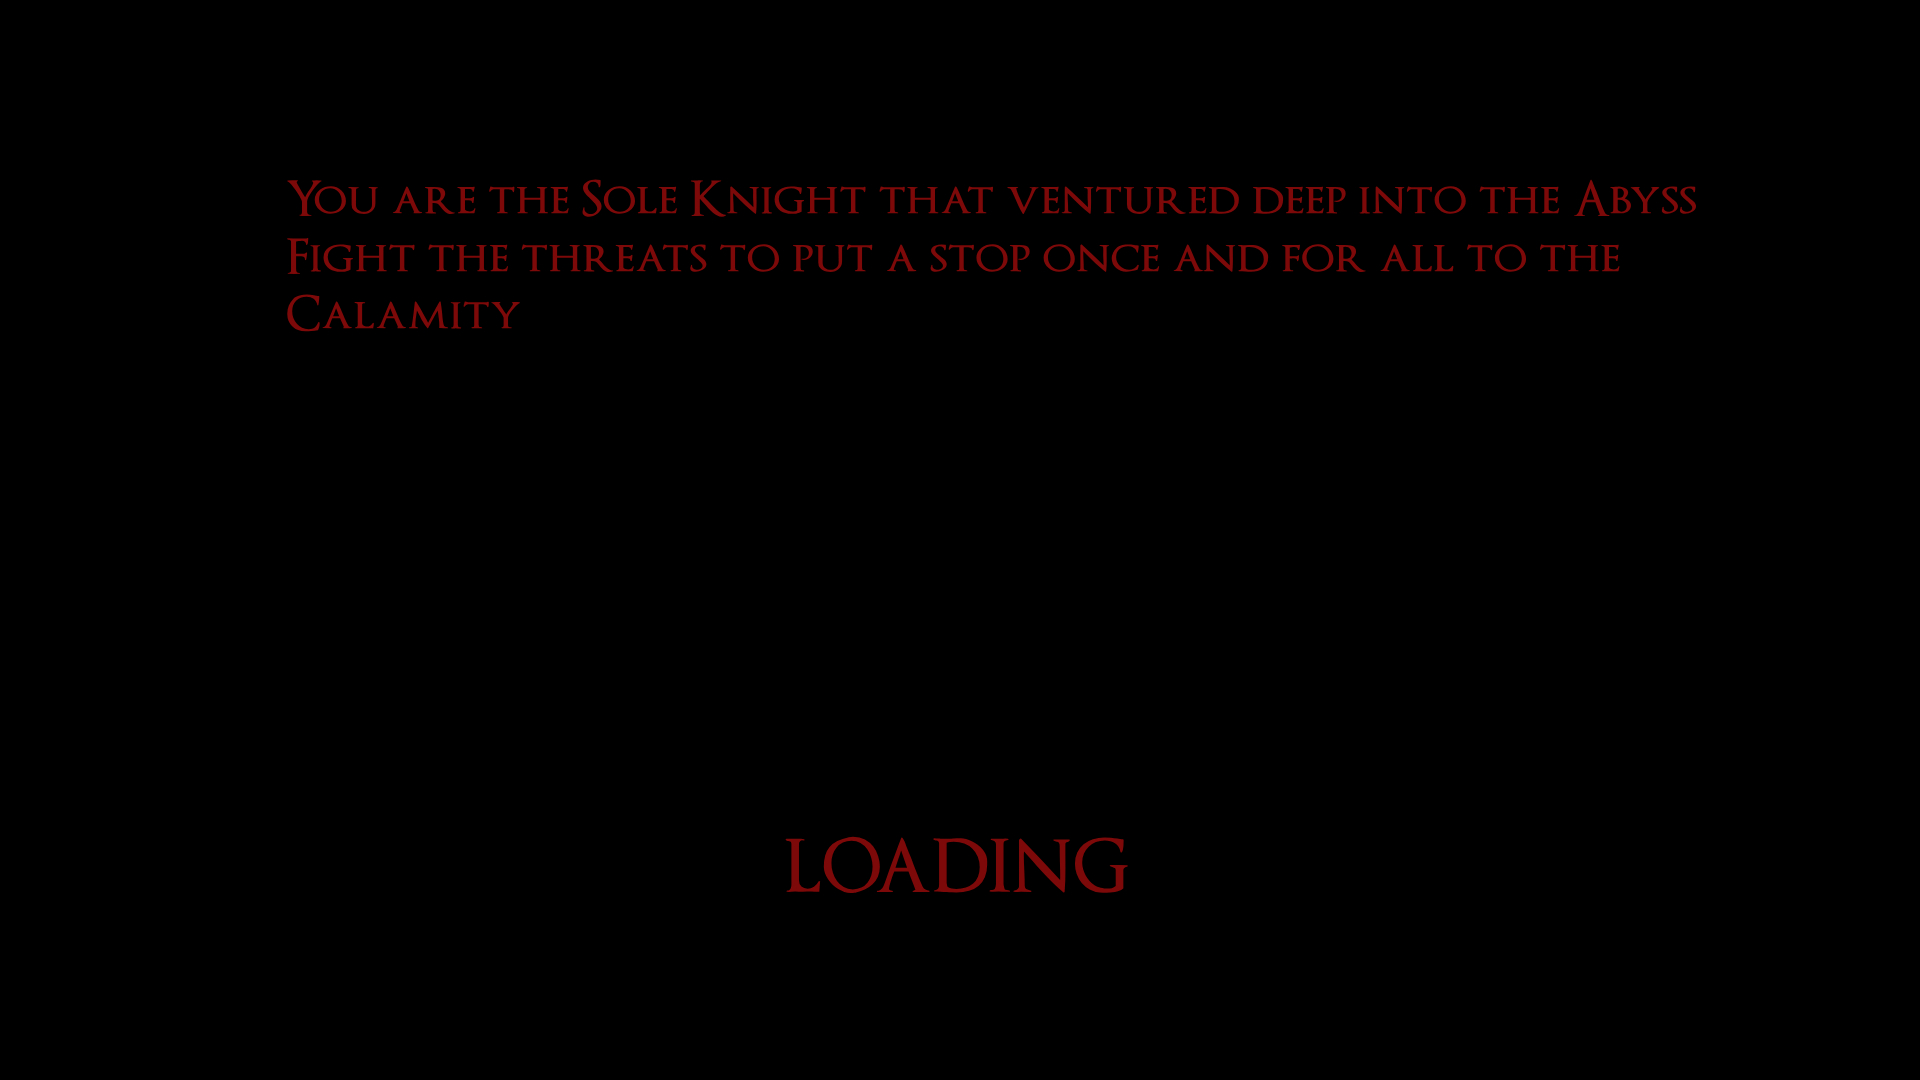 You are the Sole Knight that ventured deep into the Abyss
Fight the threats to put a stop once and for all to the
Calamity
LOADING